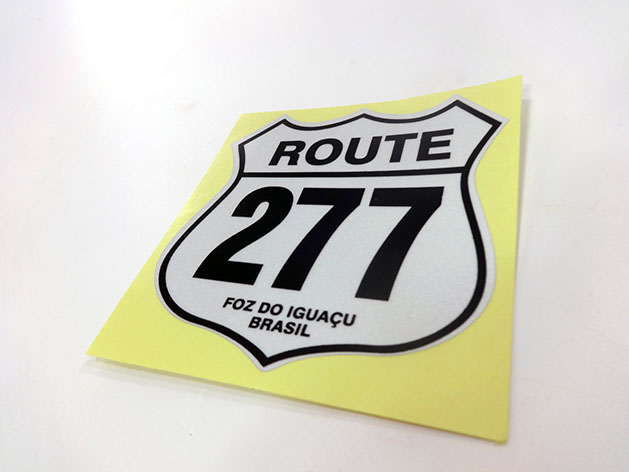 ROUTE
277
FOZ DO IGUAÇU
BRASIL